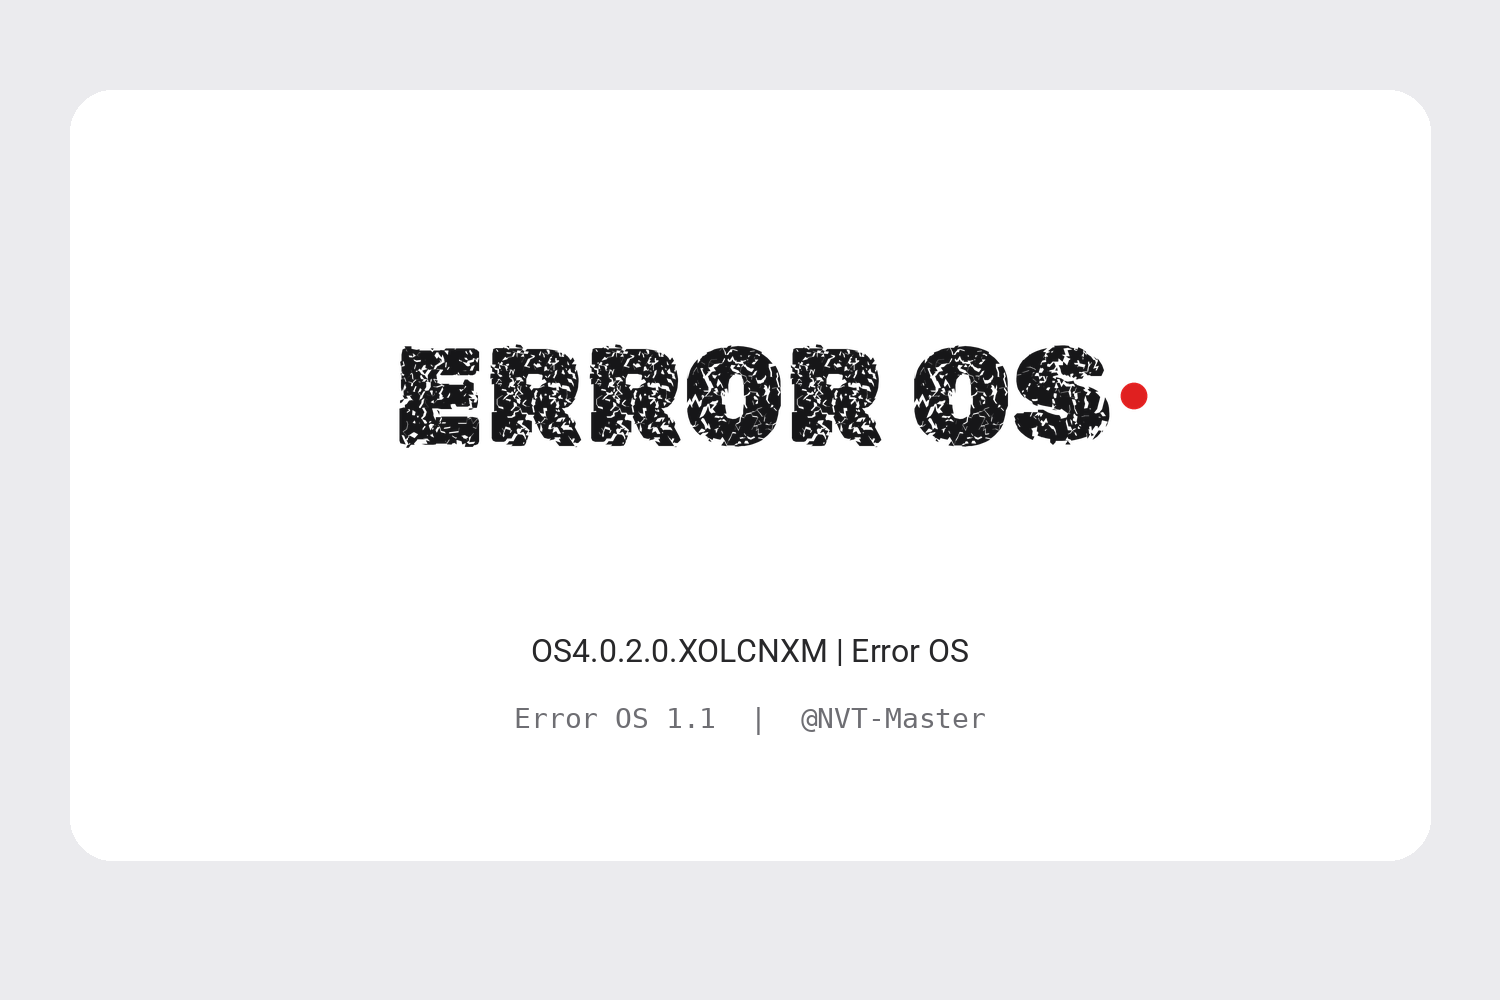 ERROR OS
OS4.0.2.0.XOLCNXM | Error OS
Error OS 1.1 | @NVT-Master